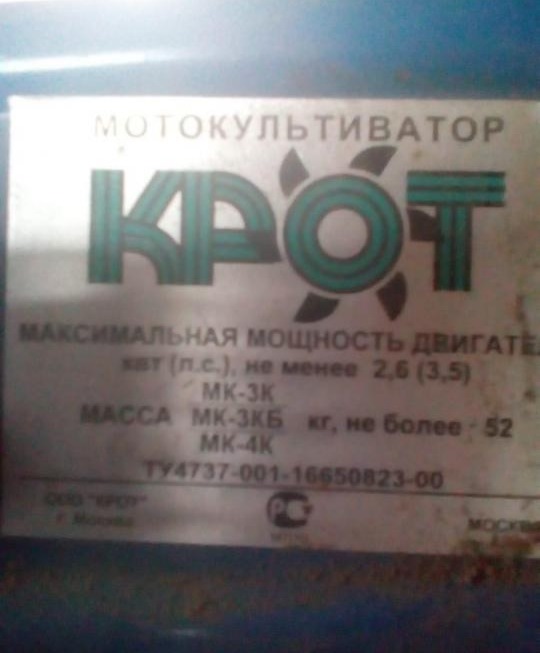 МОТОКУЛЬТИВАТОР
КРОТ
МАКСИМАЛЬНАЯ МОЩНОСТЬ ДВИГАТЕ
квт (л.с.), не менее 2,6 (3,5)
МК-3К
МАССА МК-3КБ кг, не более 52
МК-4К
ТУ4737-001-16650823-00
ООО "КРОТ"
г. Москва
МОСКВ